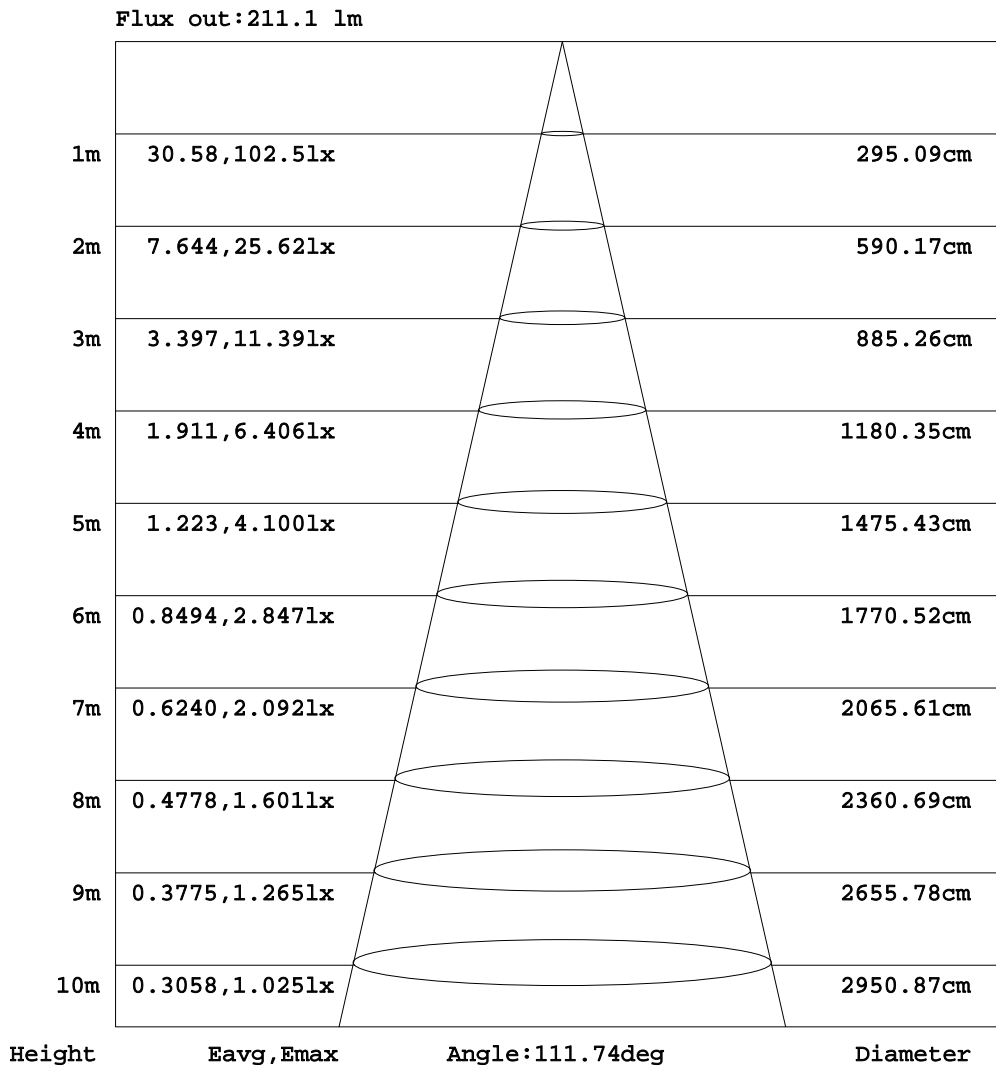 Flux out:211.1 lm
1m 30.58,102.5lx 295.09cm
2m 7.644,25.62lx 590.17cm
3m 3.397,11.39lx 885.26cm
4m 1.911,6.406lx 1180.35cm
5m 1.223,4.100lx 1475.43cm
6m 0.8494,2.847lx 1770.52cm
7m 0.6240,2.092lx 2065.61cm
8m 0.4778,1.601lx 2360.69cm
9m 0.3775,1.265lx 2655.78cm
10m 0.3058,1.025lx 2950.87cm
Height Eavg,Emax Angle:111.74deg Diameter